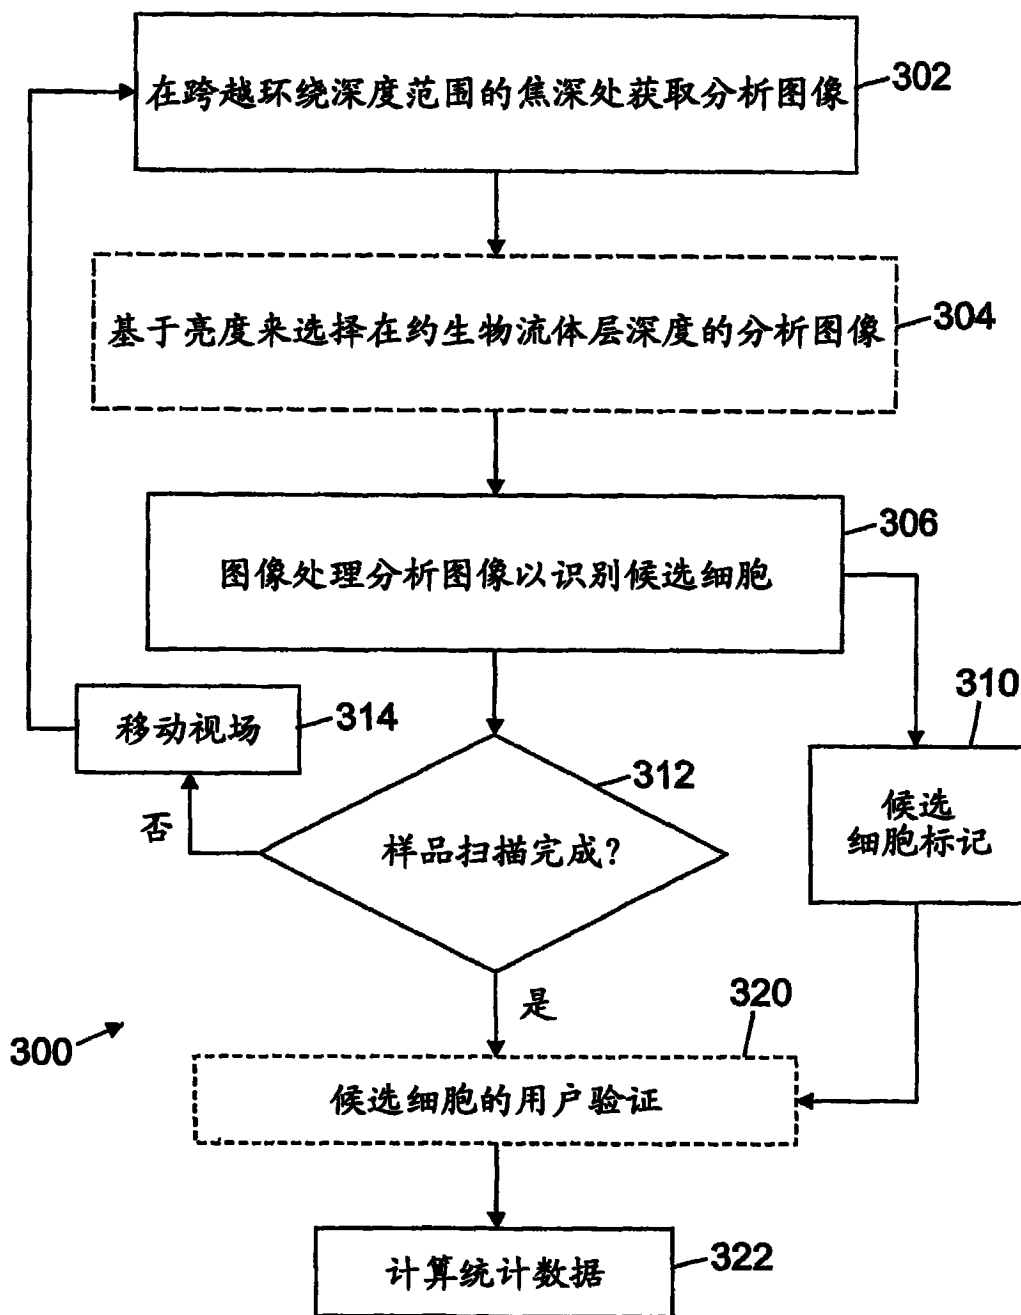 在跨越环绕深度范围的焦深处获取分析图像
302
基于亮度来选择在约生物流体层深度的分析图像
304
图像处理分析图像以识别候选细胞
306
310
移动视场
314
312
否
样品扫描完成?
候选
细胞标记
是
320
300
候选细胞的用户验证
计算统计数据
322